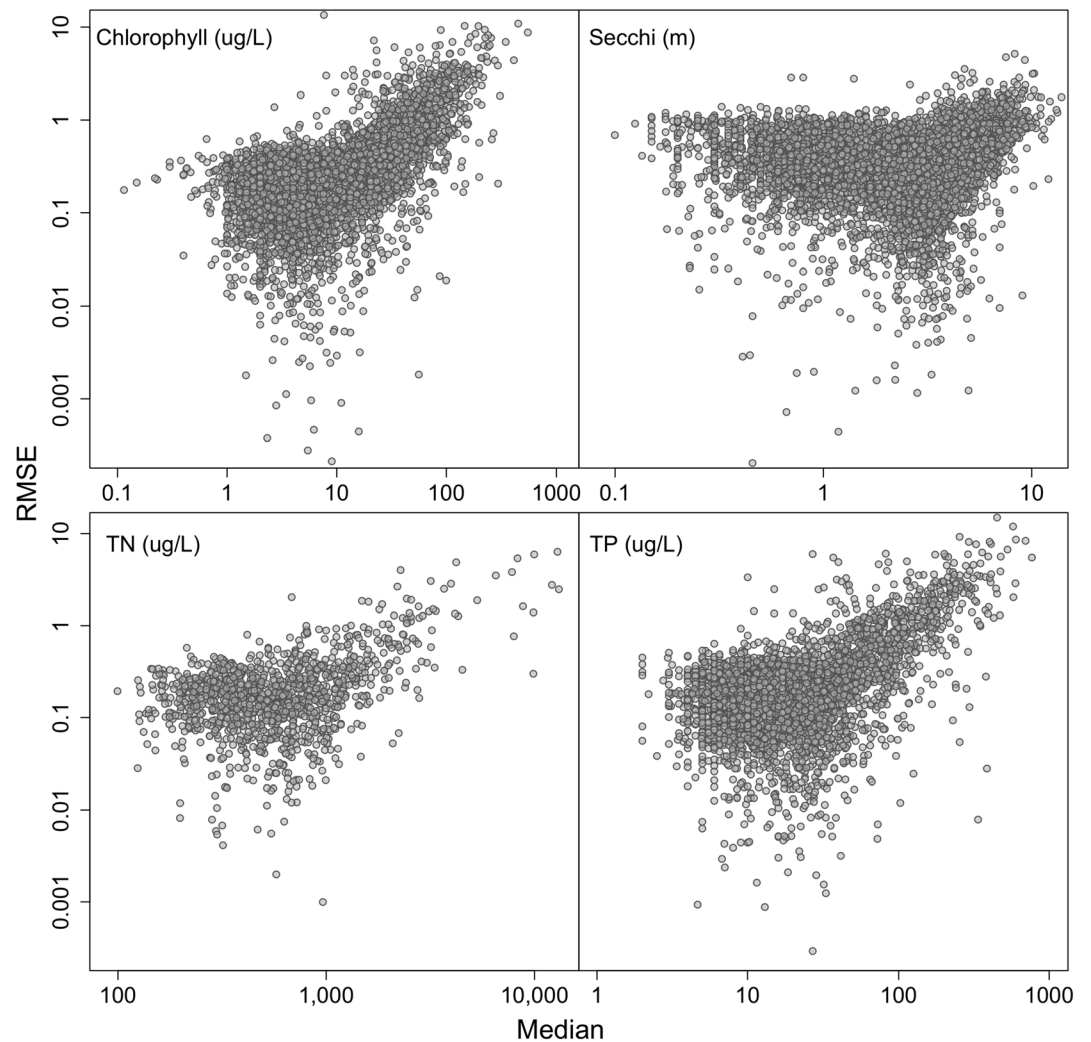 Chlorophyll (ug/L)
Secchi (m)
10
1
0.1
0.01
0.001
0.1 1 10 100 1000
0.1 1 10
RMSE
TN (ug/L)
TP (ug/L)
10
1
0.1
0.01
0.001
100 1,000 10,000
1 10 100 1000
Median